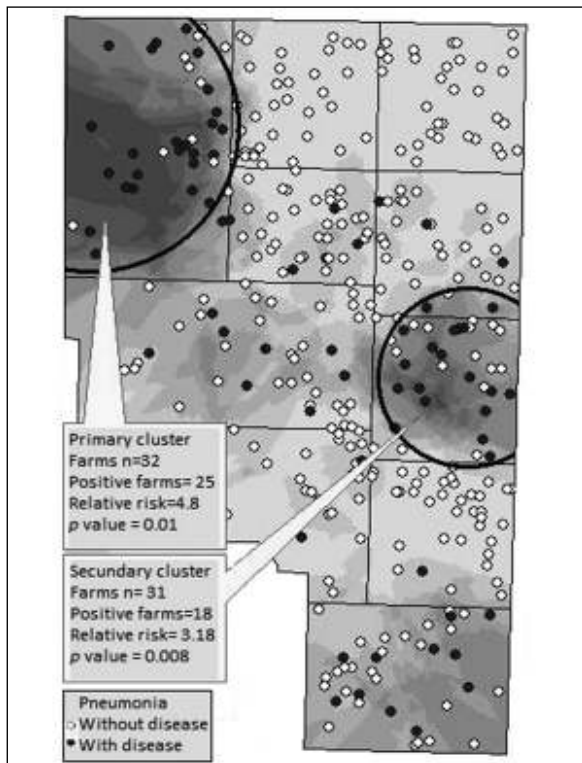 Primary cluster
Farms n=32
Positive farms= 25
Relative risk=4.8
p value = 0.01
Secundary cluster
Farms n= 31
Positive farms=18
Relative risk= 3.18
p value = 0.008
Pneumonia
Without disease
With disease